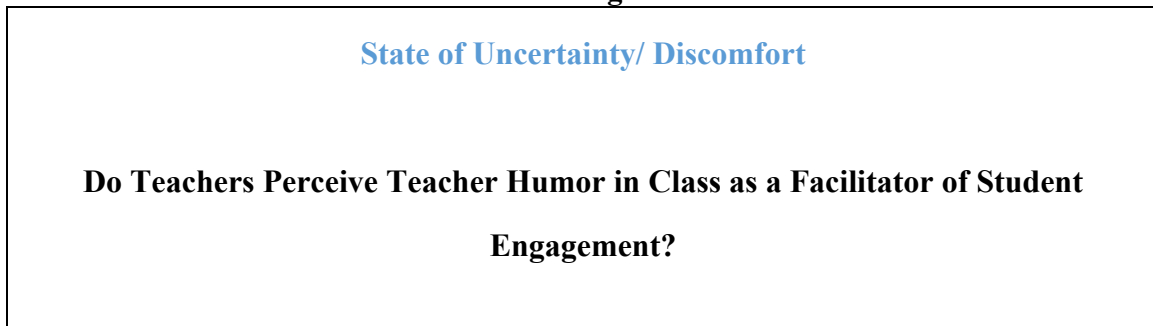 State of Uncertainty/ Discomfort
Do Teachers Perceive Teacher Humor in Class as a Facilitator of Student
Engagement?